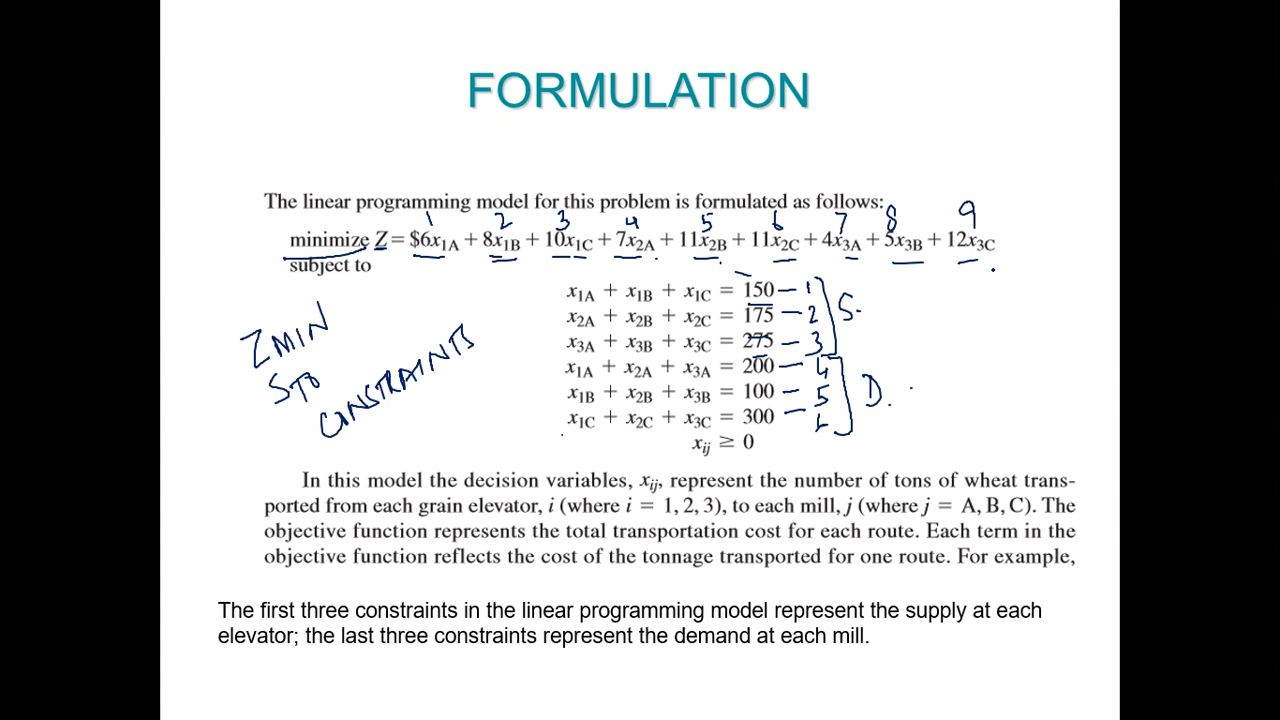 FORMULATION
The linear programming model for this problem is formulated as follows:
1 2 3 4 5 6 7 8 9
minimize Z = $6x1A + 8x1B + 10x1C + 7x2A + 11x2B + 11x2C + 4x3A + 5x3B + 12x3C
subject to
x1A + x1B + x1C = 150 – 1
x2A + x2B + x2C = 175 – 2 S.
x3A + x3B + x3C = 275 – 3
x1A + x2A + x3A = 200 – 4
x1B + x2B + x3B = 100 – 5 D.
x1C + x2C + x3C = 300 –
xij ≥ 0
Z MIN
STO
CONSTRAINTS
In this model the decision variables, xij, represent the number of tons of wheat trans-
ported from each grain elevator, i (where i = 1, 2, 3), to each mill, j (where j = A, B, C). The
objective function represents the total transportation cost for each route. Each term in the
objective function reflects the cost of the tonnage transported for one route. For example,
The first three constraints in the linear programming model represent the supply at each
elevator; the last three constraints represent the demand at each mill.